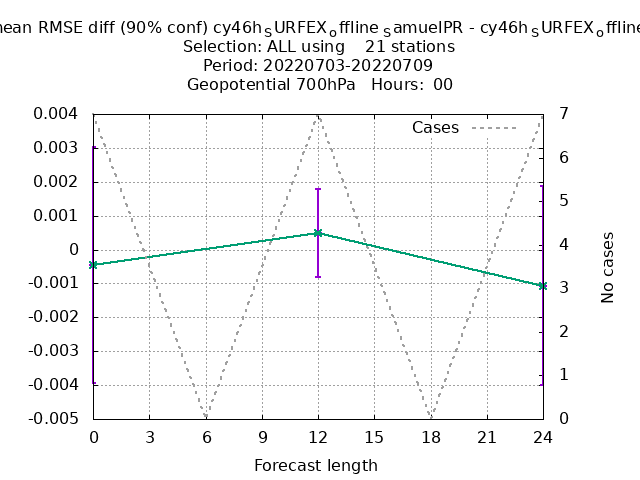 nean RMSE diff (90% conf) cy46h_SURFEX_offline_SamuelPR - cy46h_SURFEX_offline
Selection: ALL using 21 stations
Period: 20220703-20220709
Geopotential 700hPa Hours: 00
Cases
0.004
0.003
0.002
0.001
0
-0.001
-0.002
-0.003
-0.004
-0.005
7
6
5
4
3
2
1
0
No cases
0 3 6 9 12 15 18 21 24
Forecast length